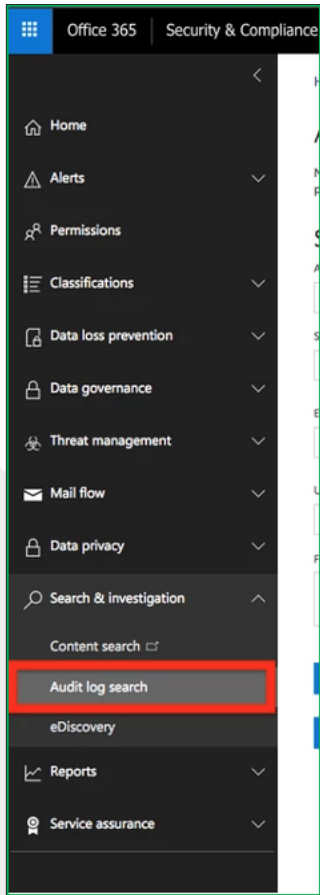 Office 365 Security & Compliance
Home
Alerts
Permissions
Classifications
Data loss prevention
Data governance
Threat management
Mail flow
Data privacy
Search & investigation
Content search
Audit log search
eDiscovery
Reports
Service assurance